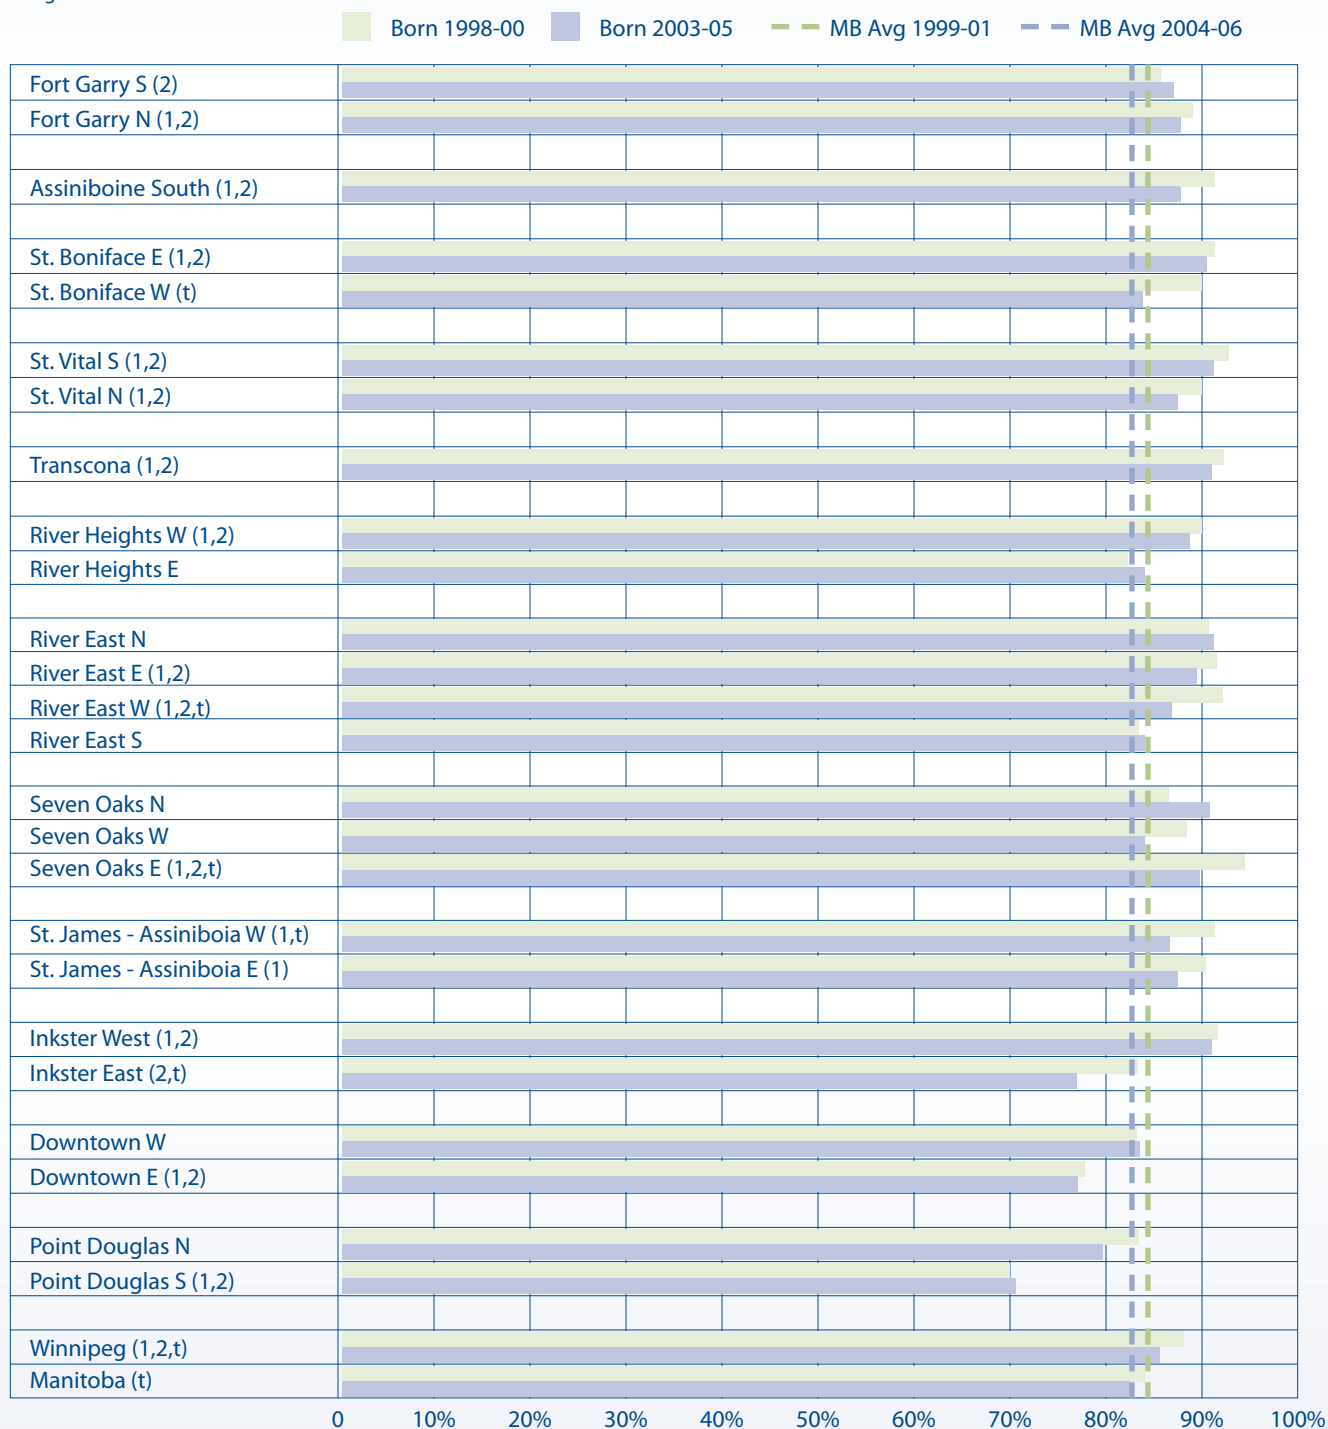 Born 1998-00 Born 2003-05 MB Avg 1999-01 MB Avg 2004-06
Fort Garry S (2)
Fort Garry N (1,2)
Assiniboine South (1,2)
St. Boniface E (1,2)
St. Boniface W (t)
St. Vital S (1,2)
St. Vital N (1,2)
Transcona (1,2)
River Heights W (1,2)
River Heights E
River East N
River East E (1,2)
River East W (1,2,t)
River East S
Seven Oaks N
Seven Oaks W
Seven Oaks E (1,2,t)
St. James - Assiniboia W (1,t)
St. James - Assiniboia E (1)
Inkster West (1,2)
Inkster East (2,t)
Downtown W
Downtown E (1,2)
Point Douglas N
Point Douglas S (1,2)
Winnipeg (1,2,t)
Manitoba (t)
0 10% 20% 30% 40% 50% 60% 70% 80% 90% 100%